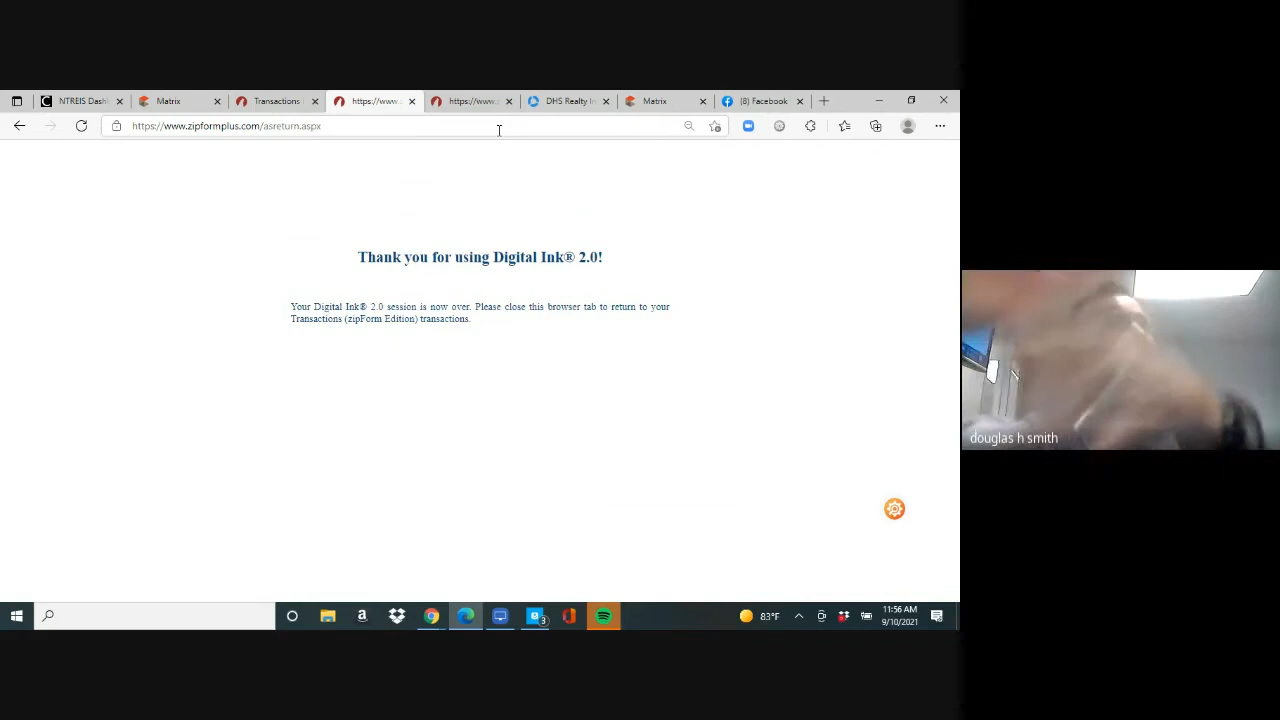 NTREIS Dash
Matrix
Transactions
https://www.z
https://www.z
DHS Realty In
Matrix
(8) Facebook
https://www.zipformplus.com/asreturn.aspx
Thank you for using Digital Ink® 2.0!
Your Digital Ink® 2.0 session is now over. Please close this browser tab to return to your
Transactions (zipForm Edition) transactions.
douglas h smith
3
83°F
11:56 AM
9/10/2021